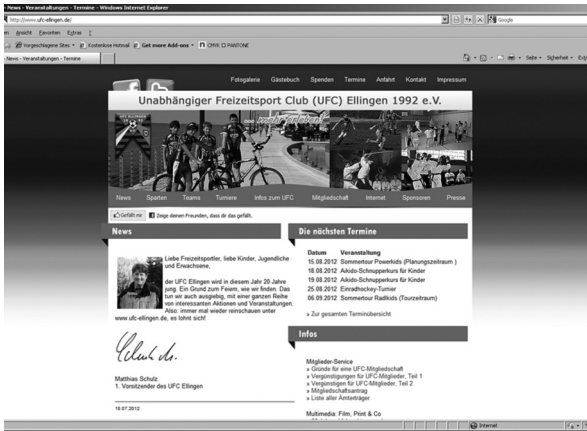 - News - Veranstaltungen - Termine - Windows Internet Explorer
http://www.ufc-ellingen.de/
Google
Ansicht Favoriten Extras ?
Vorgeschlagene Sites Kostenlose Hotmail Get more Add-ons CMYK PANTONE
- News - Veranstaltungen - Termine
Seite Sicherheit
Fotogalerie Gästebuch Spenden Termine Anfahrt Kontakt Impressum
Unabhängiger Freizeitsport Club (UFC) Ellingen 1992 e.V.
UFC ELLINGEN
... mehr erleben!
News Sparten Teams Turniere Infos zum UFC Mitgliedschaft Internet Sponsoren Presse
Gefällt mir Zeige deinen Freunden, dass dir das gefällt.
News
Liebe Freizeitsportler, liebe Kinder, Jugendliche
und Erwachsene,
der UFC Ellingen wird in diesem Jahr 20 Jahre
jung. Ein Grund zum Feiern, wie wir finden. Das
tun wir auch ausgiebig, mit einer ganzen Reihe
von interessanten Aktionen und Veranstaltungen.
Also: immer mal wieder reinschauen unter
www.ufc-ellingen.de, es lohnt sich!
Matthias Schulz
1. Vorsitzender des UFC Ellingen
18.07.2012
Die nächsten Termine
Datum Veranstaltung
15.08.2012 Sommertour Powerkids (Planungszeitraum )
18.08.2012 Aikido-Schnupperkurs für Kinder
19.08.2012 Aikido-Schnupperkurs für Kinder
25.08.2012 Einradhockey-Turnier
06.09.2012 Sommertour Radlkids (Tourzeitraum)
» Zur gesamten Terminübersicht
Infos
Mitglieder-Service
» Gründe für eine UFC-Mitgliedschaft
» Vergünstigungen für UFC-Mitglieder, Teil 1
» Vergünstigen für UFC-Mitglieder, Teil 2
» Mitgliedschaftsantrag
» Liste aller Ämterträger
Multimedia: Film, Print & Co
Internet